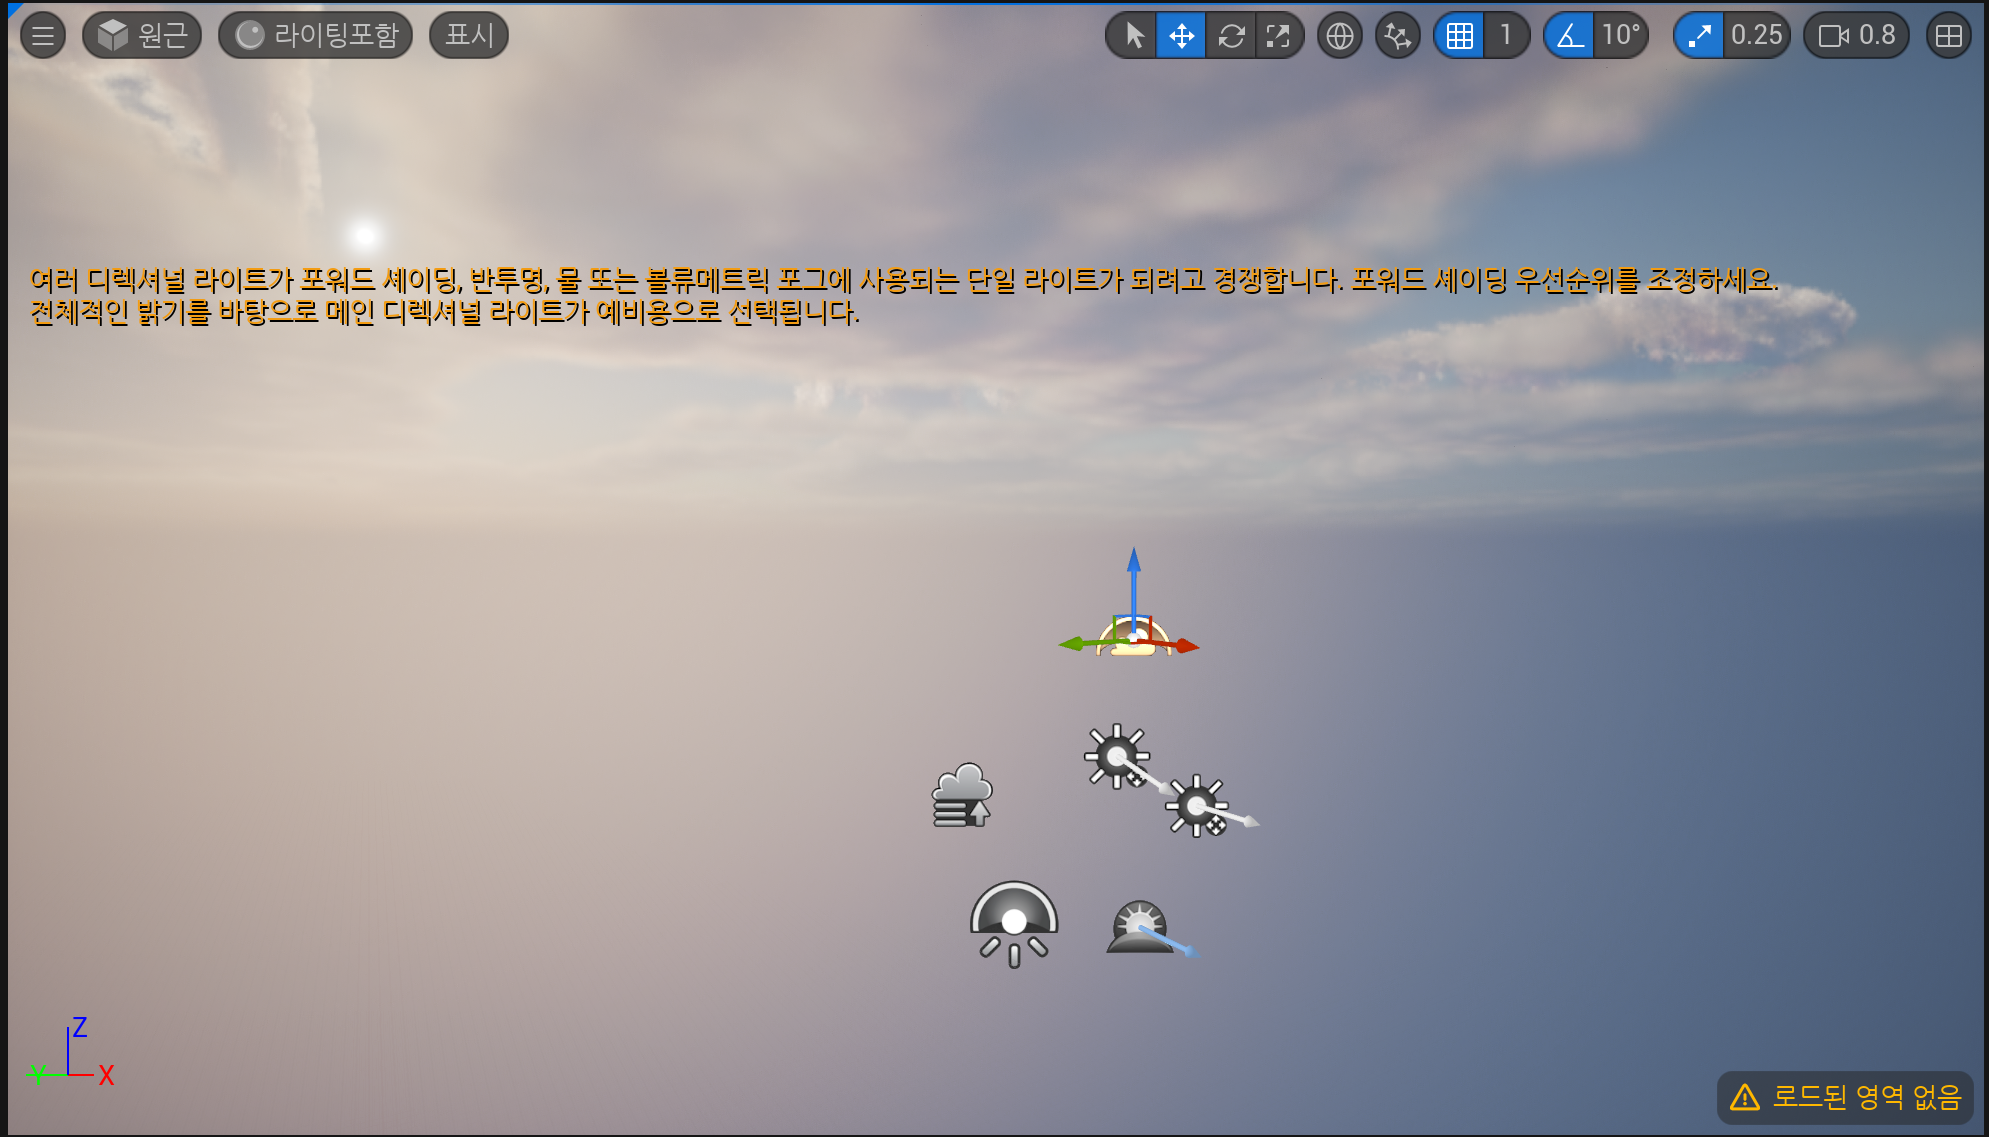 원근
라이팅포함
표시
1
10°
0.25
0.8
여러 디렉셔널 라이트가 포워드 셰이딩, 반투명, 물 또는 볼류메트릭 포그에 사용되는 단일 라이트가 되려고 경쟁합니다. 포워드 셰이딩 우선순위를 조정하세요.
전체적인 밝기를 바탕으로 메인 디렉셔널 라이트가 예비용으로 선택됩니다.
Z
Y
X
로드된 영역 없음